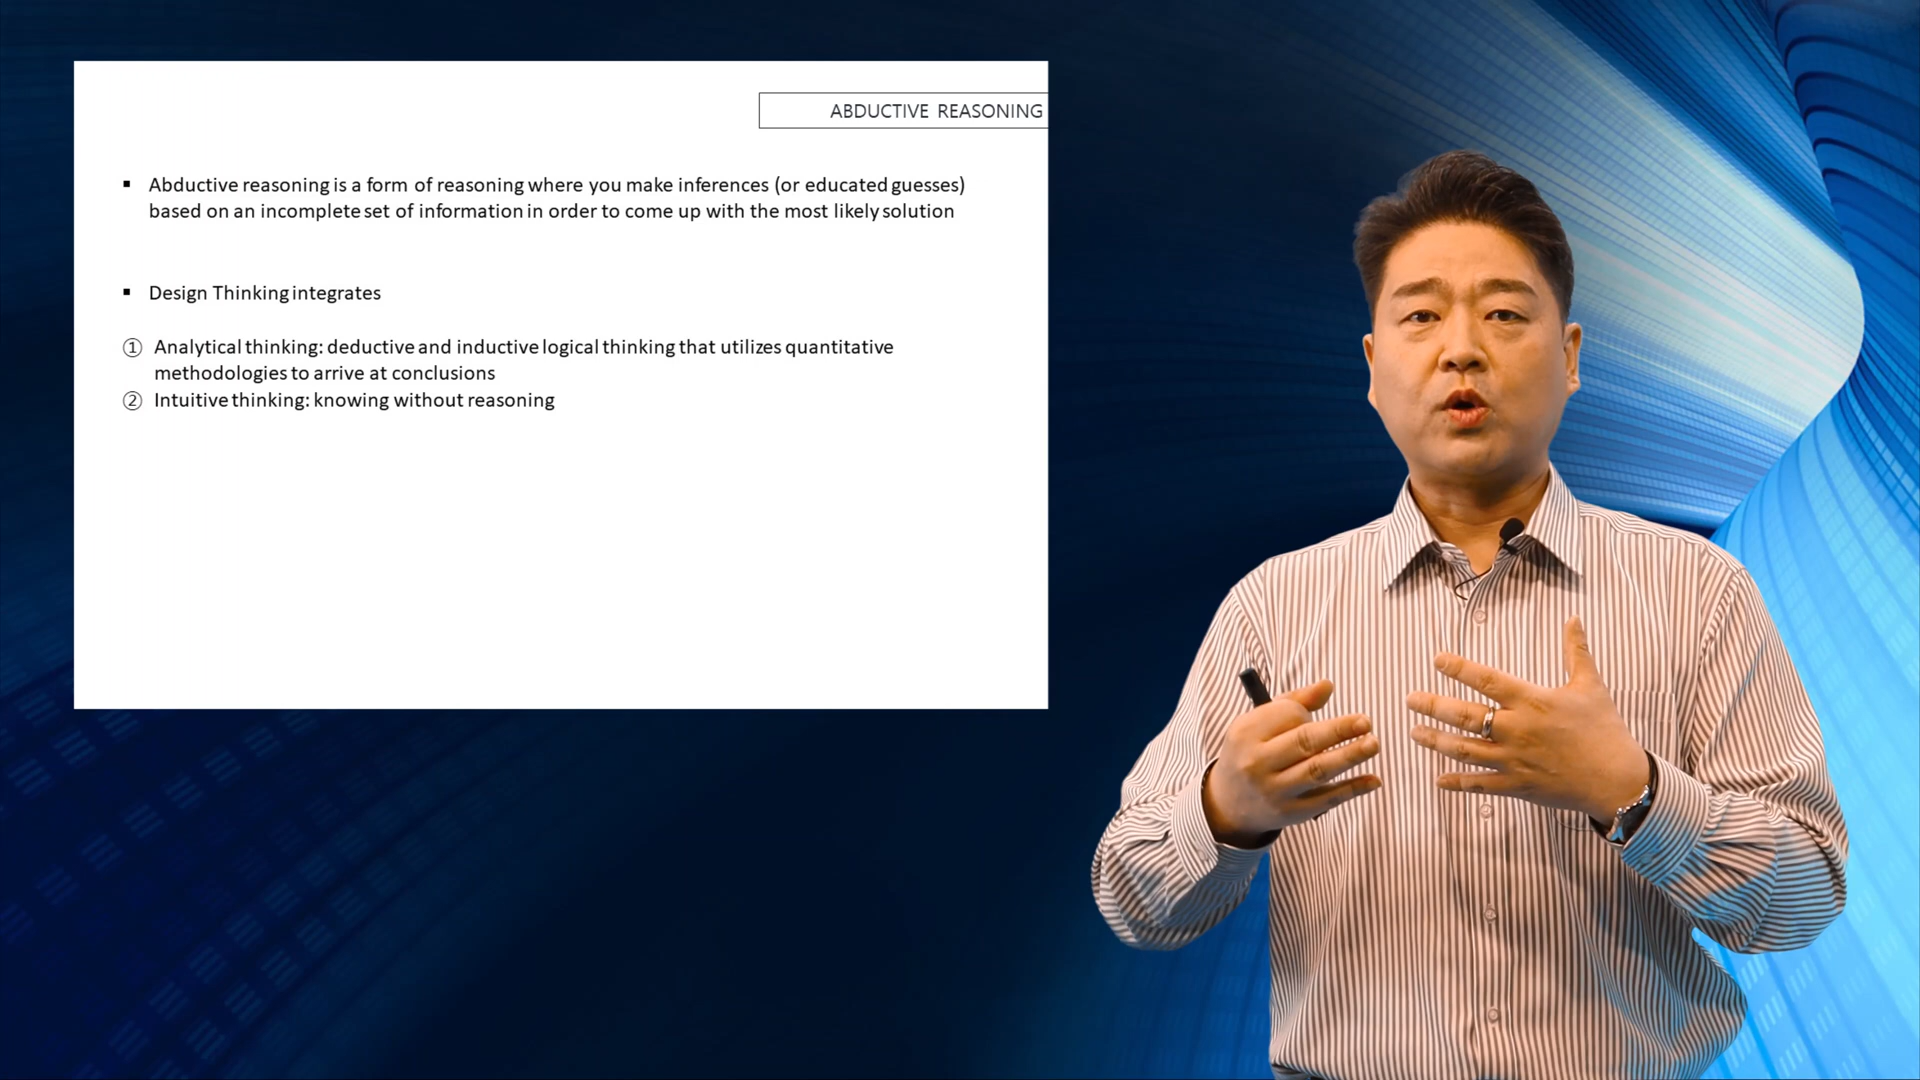 ABDUCTIVE REASONING
▪ Abductive reasoning is a form of reasoning where you make inferences (or educated guesses)
based on an incomplete set of information in order to come up with the most likely solution
▪ Design Thinking integrates
① Analytical thinking: deductive and inductive logical thinking that utilizes quantitative
methodologies to arrive at conclusions
② Intuitive thinking: knowing without reasoning